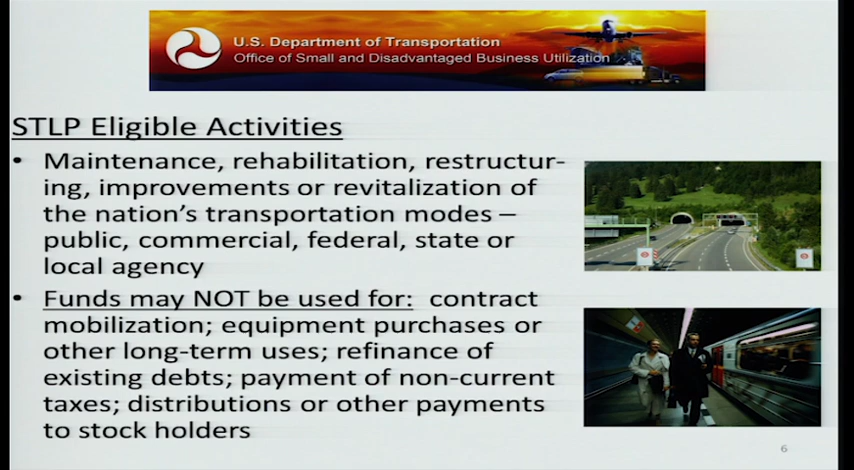 U.S. Department of Transportation
Office of Small and Disadvantaged Business Utilization
STLP Eligible Activities
• Maintenance, rehabilitation, restructur-
ing, improvements or revitalization of
the nation's transportation modes –
public, commercial, federal, state or
local agency
• Funds may NOT be used for: contract
mobilization; equipment purchases or
other long-term uses; refinance of
existing debts; payment of non-current
taxes; distributions or other payments
to stock holders
6